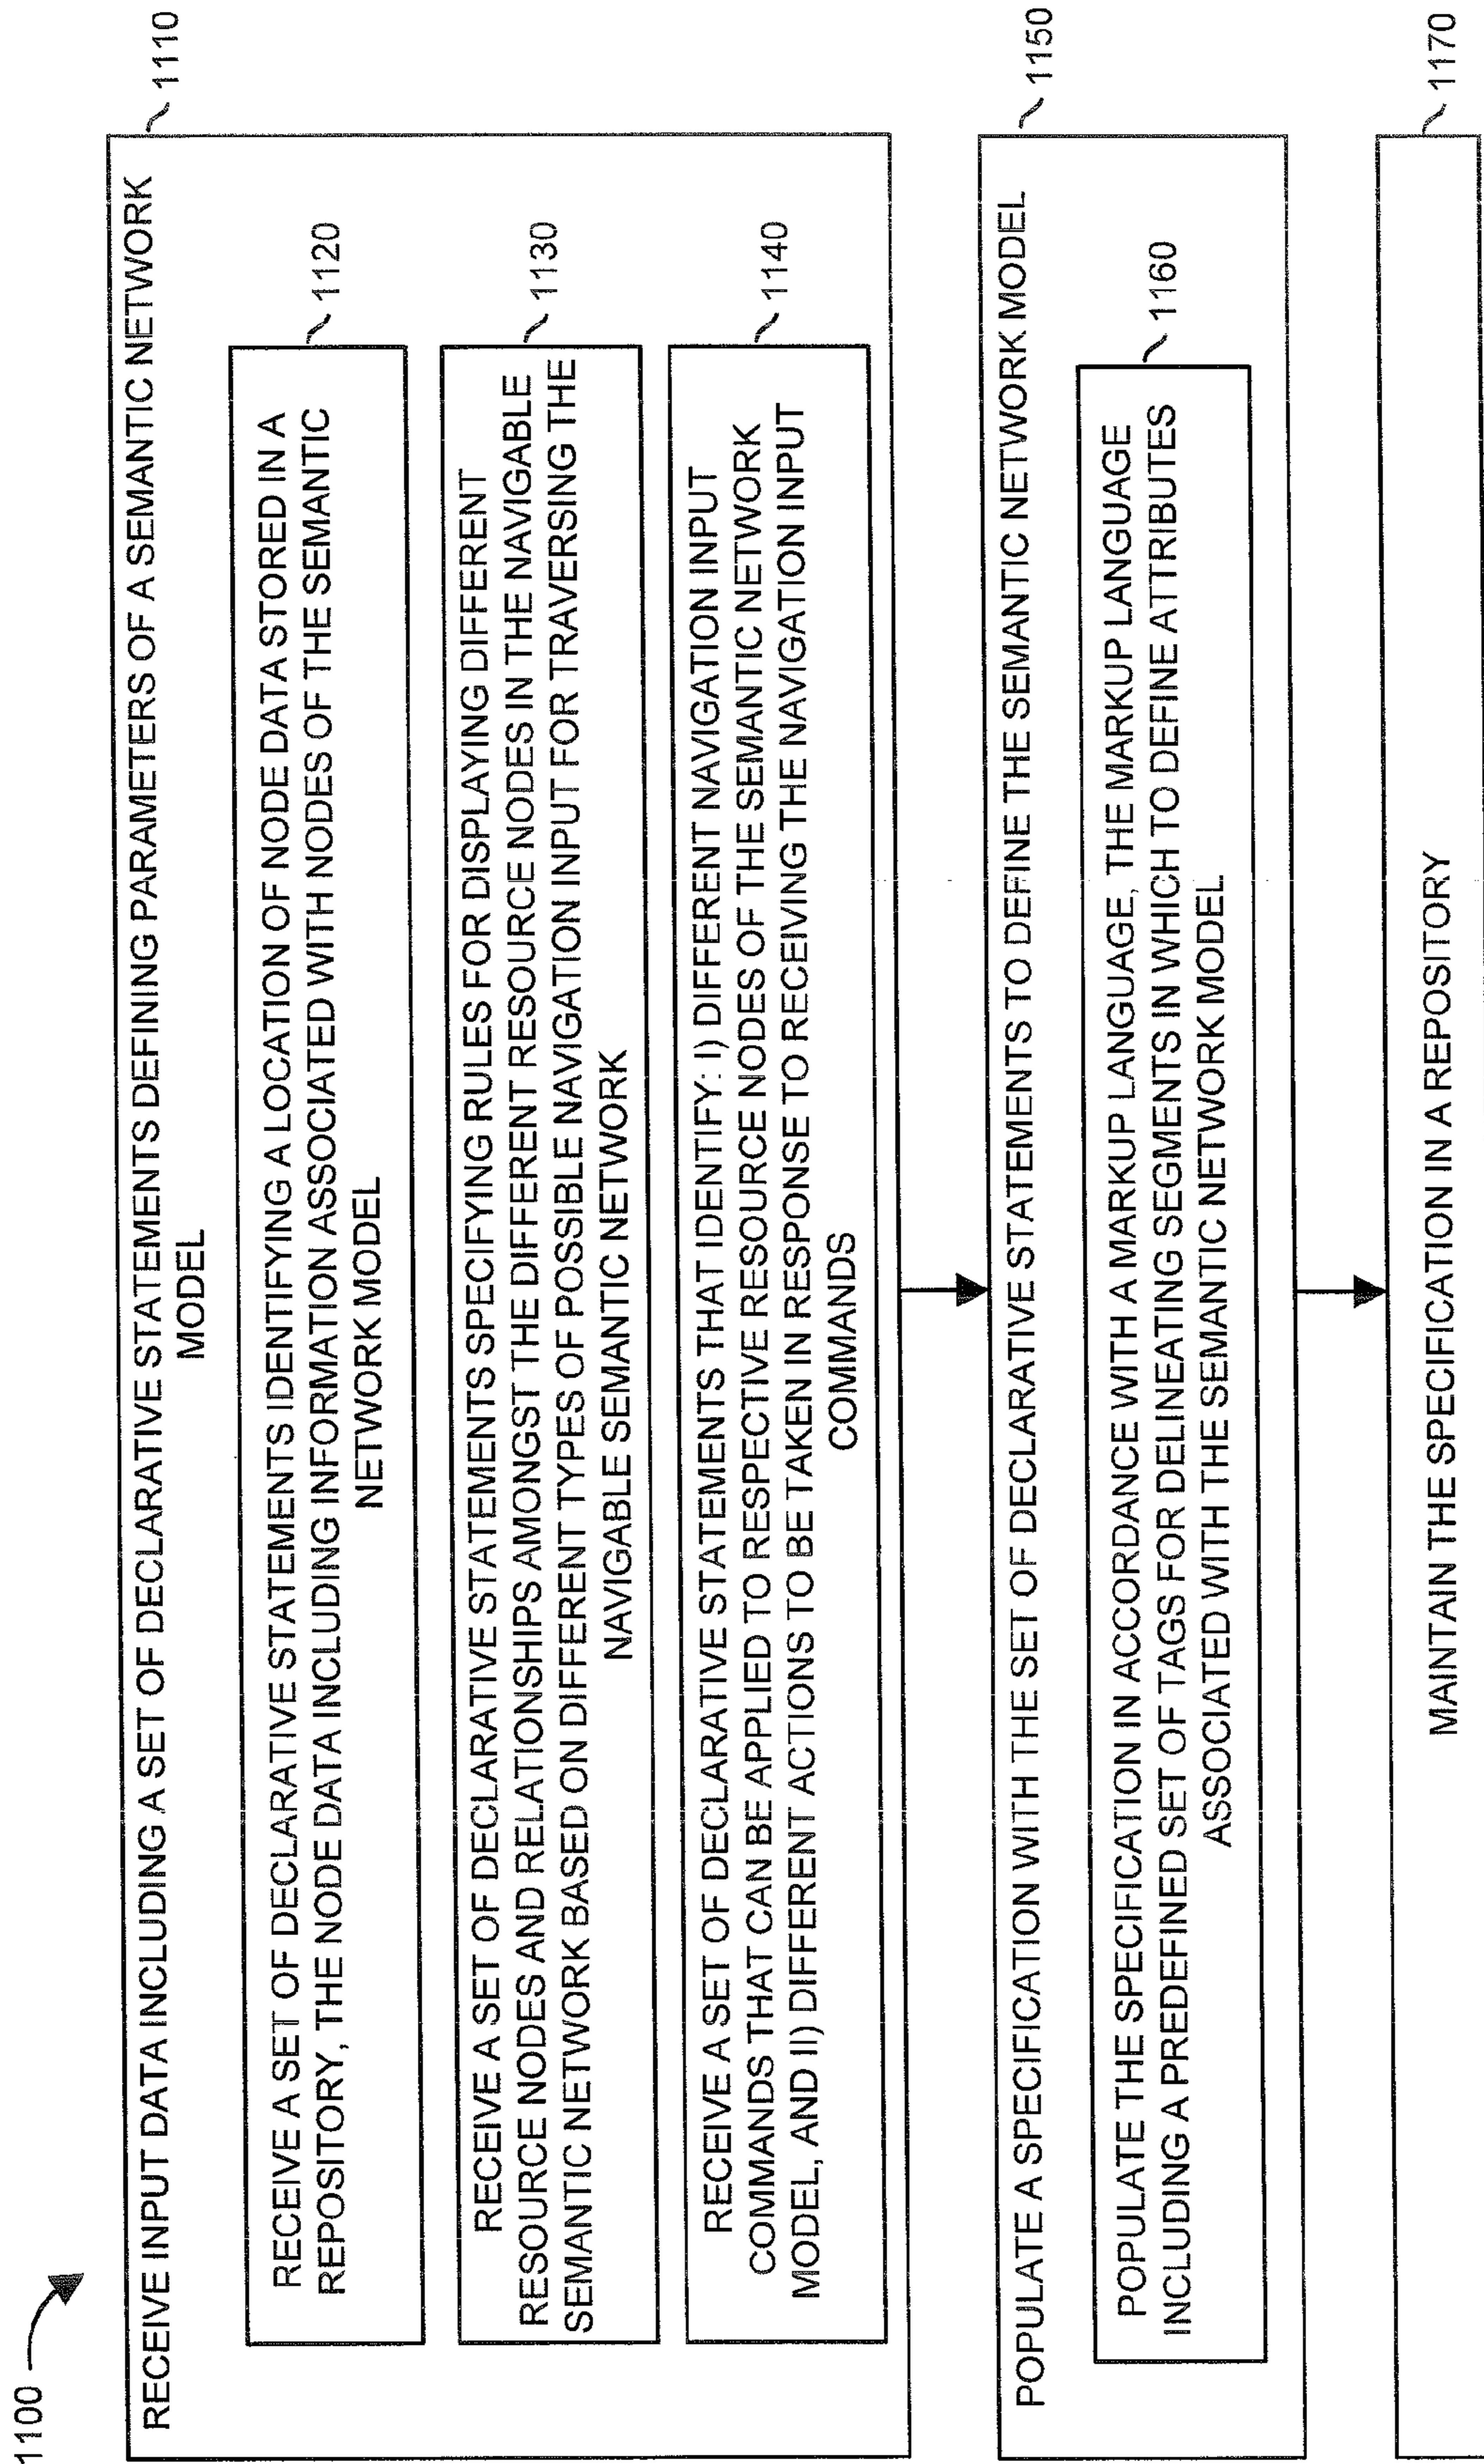 1100
RECEIVE INPUT DATA INCLUDING A SET OF DECLARATIVE STATEMENTS DEFINING PARAMETERS OF A SEMANTIC NETWORK
MODEL
1110
RECEIVE A SET OF DECLARATIVE STATEMENTS IDENTIFYING A LOCATION OF NODE DATA STORED IN A
REPOSITORY, THE NODE DATA INCLUDING INFORMATION ASSOCIATED WITH NODES OF THE SEMANTIC
NETWORK MODEL
1120
RECEIVE A SET OF DECLARATIVE STATEMENTS SPECIFYING RULES FOR DISPLAYING DIFFERENT
RESOURCE NODES AND RELATIONSHIPS AMONGST THE DIFFERENT RESOURCE NODES IN THE NAVIGABLE
SEMANTIC NETWORK BASED ON DIFFERENT TYPES OF POSSIBLE NAVIGATION INPUT FOR TRAVERSING THE
NAVIGABLE SEMANTIC NETWORK
1130
RECEIVE A SET OF DECLARATIVE STATEMENTS THAT IDENTIFY: I) DIFFERENT NAVIGATION INPUT
COMMANDS THAT CAN BE APPLIED TO RESPECTIVE RESOURCE NODES OF THE SEMANTIC NETWORK
MODEL, AND II) DIFFERENT ACTIONS TO BE TAKEN IN RESPONSE TO RECEIVING THE NAVIGATION INPUT
COMMANDS
1140
POPULATE A SPECIFICATION WITH THE SET OF DECLARATIVE STATEMENTS TO DEFINE THE SEMANTIC NETWORK MODEL
1150
POPULATE THE SPECIFICATION IN ACCORDANCE WITH A MARKUP LANGUAGE, THE MARKUP LANGUAGE
INCLUDING A PREDEFINED SET OF TAGS FOR DELINEATING SEGMENTS IN WHICH TO DEFINE ATTRIBUTES
ASSOCIATED WITH THE SEMANTIC NETWORK MODEL
1160
MAINTAIN THE SPECIFICATION IN A REPOSITORY
1170